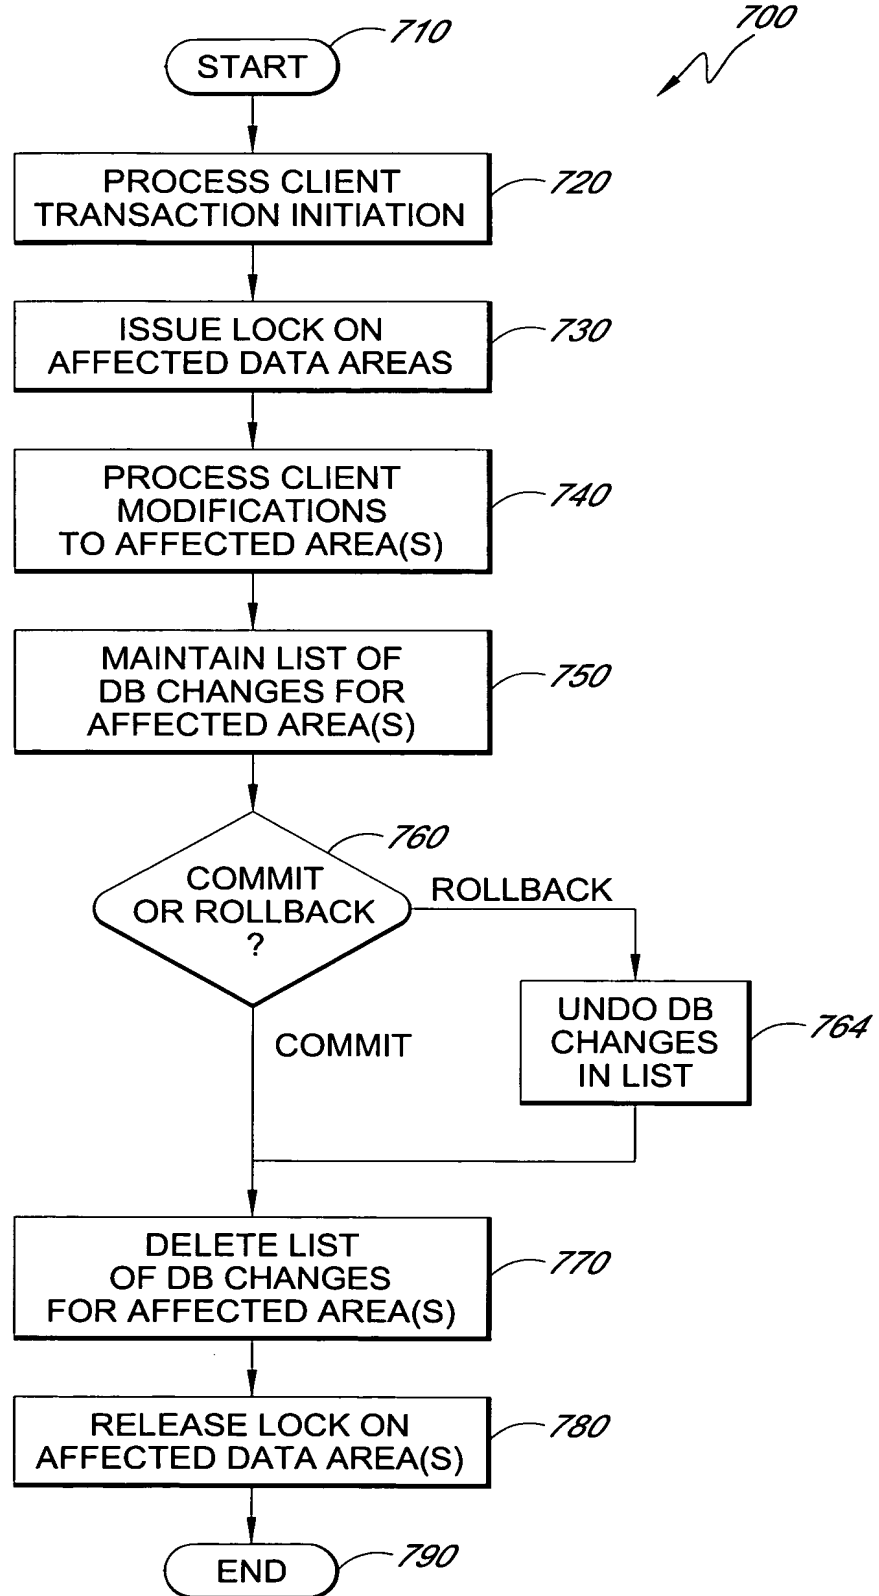 710
700
START
PROCESS CLIENT
TRANSACTION INITIATION
720
ISSUE LOCK ON
AFFECTED DATA AREAS
730
PROCESS CLIENT
MODIFICATIONS
TO AFFECTED AREA(S)
740
MAINTAIN LIST OF
DB CHANGES FOR
AFFECTED AREA(S)
750
760
COMMIT
OR ROLLBACK
?
ROLLBACK
COMMIT
UNDO DB
CHANGES
IN LIST
764
DELETE LIST
OF DB CHANGES
FOR AFFECTED AREA(S)
770
RELEASE LOCK ON
AFFECTED DATA AREA(S)
780
END
790